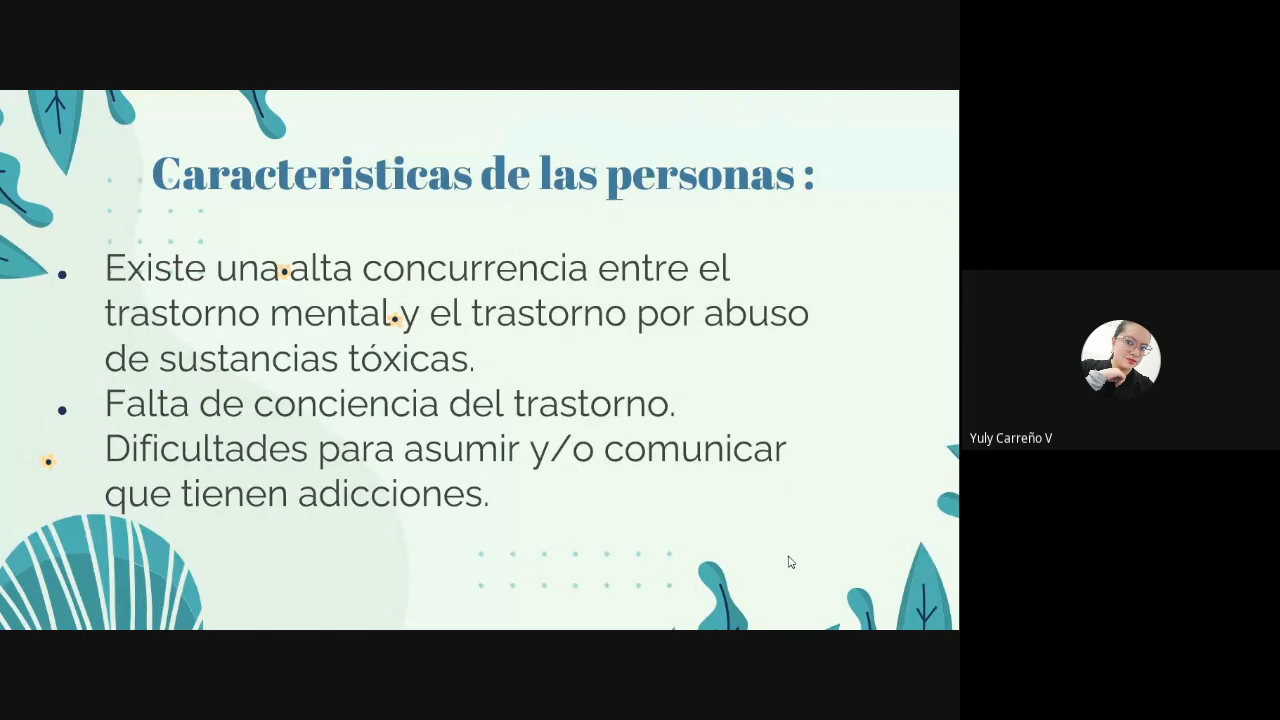 Caracteristicas de las personas :
Existe una alta concurrencia entre el
trastorno mental y el trastorno por abuso
de sustancias tóxicas.
Falta de conciencia del trastorno.
Dificultades para asumir y/o comunicar
que tienen adicciones.
Yuly Carreño V